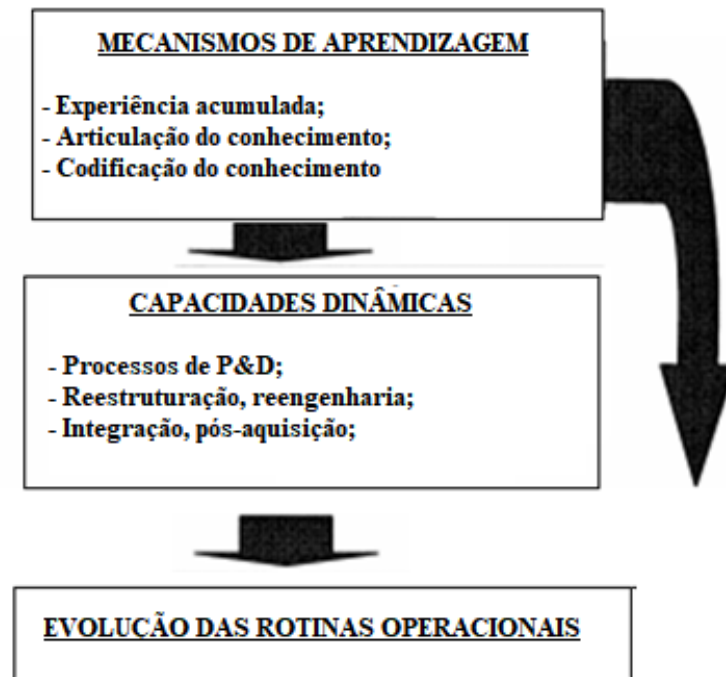 MECANISMOS DE APRENDIZAGEM
- Experiência acumulada;
- Articulação do conhecimento;
- Codificação do conhecimento
CAPACIDADES DINÂMICAS
- Processos de P&D;
- Reestruturação, reengenharia;
- Integração, pós-aquisição;
EVOLUÇÃO DAS ROTINAS OPERACIONAIS